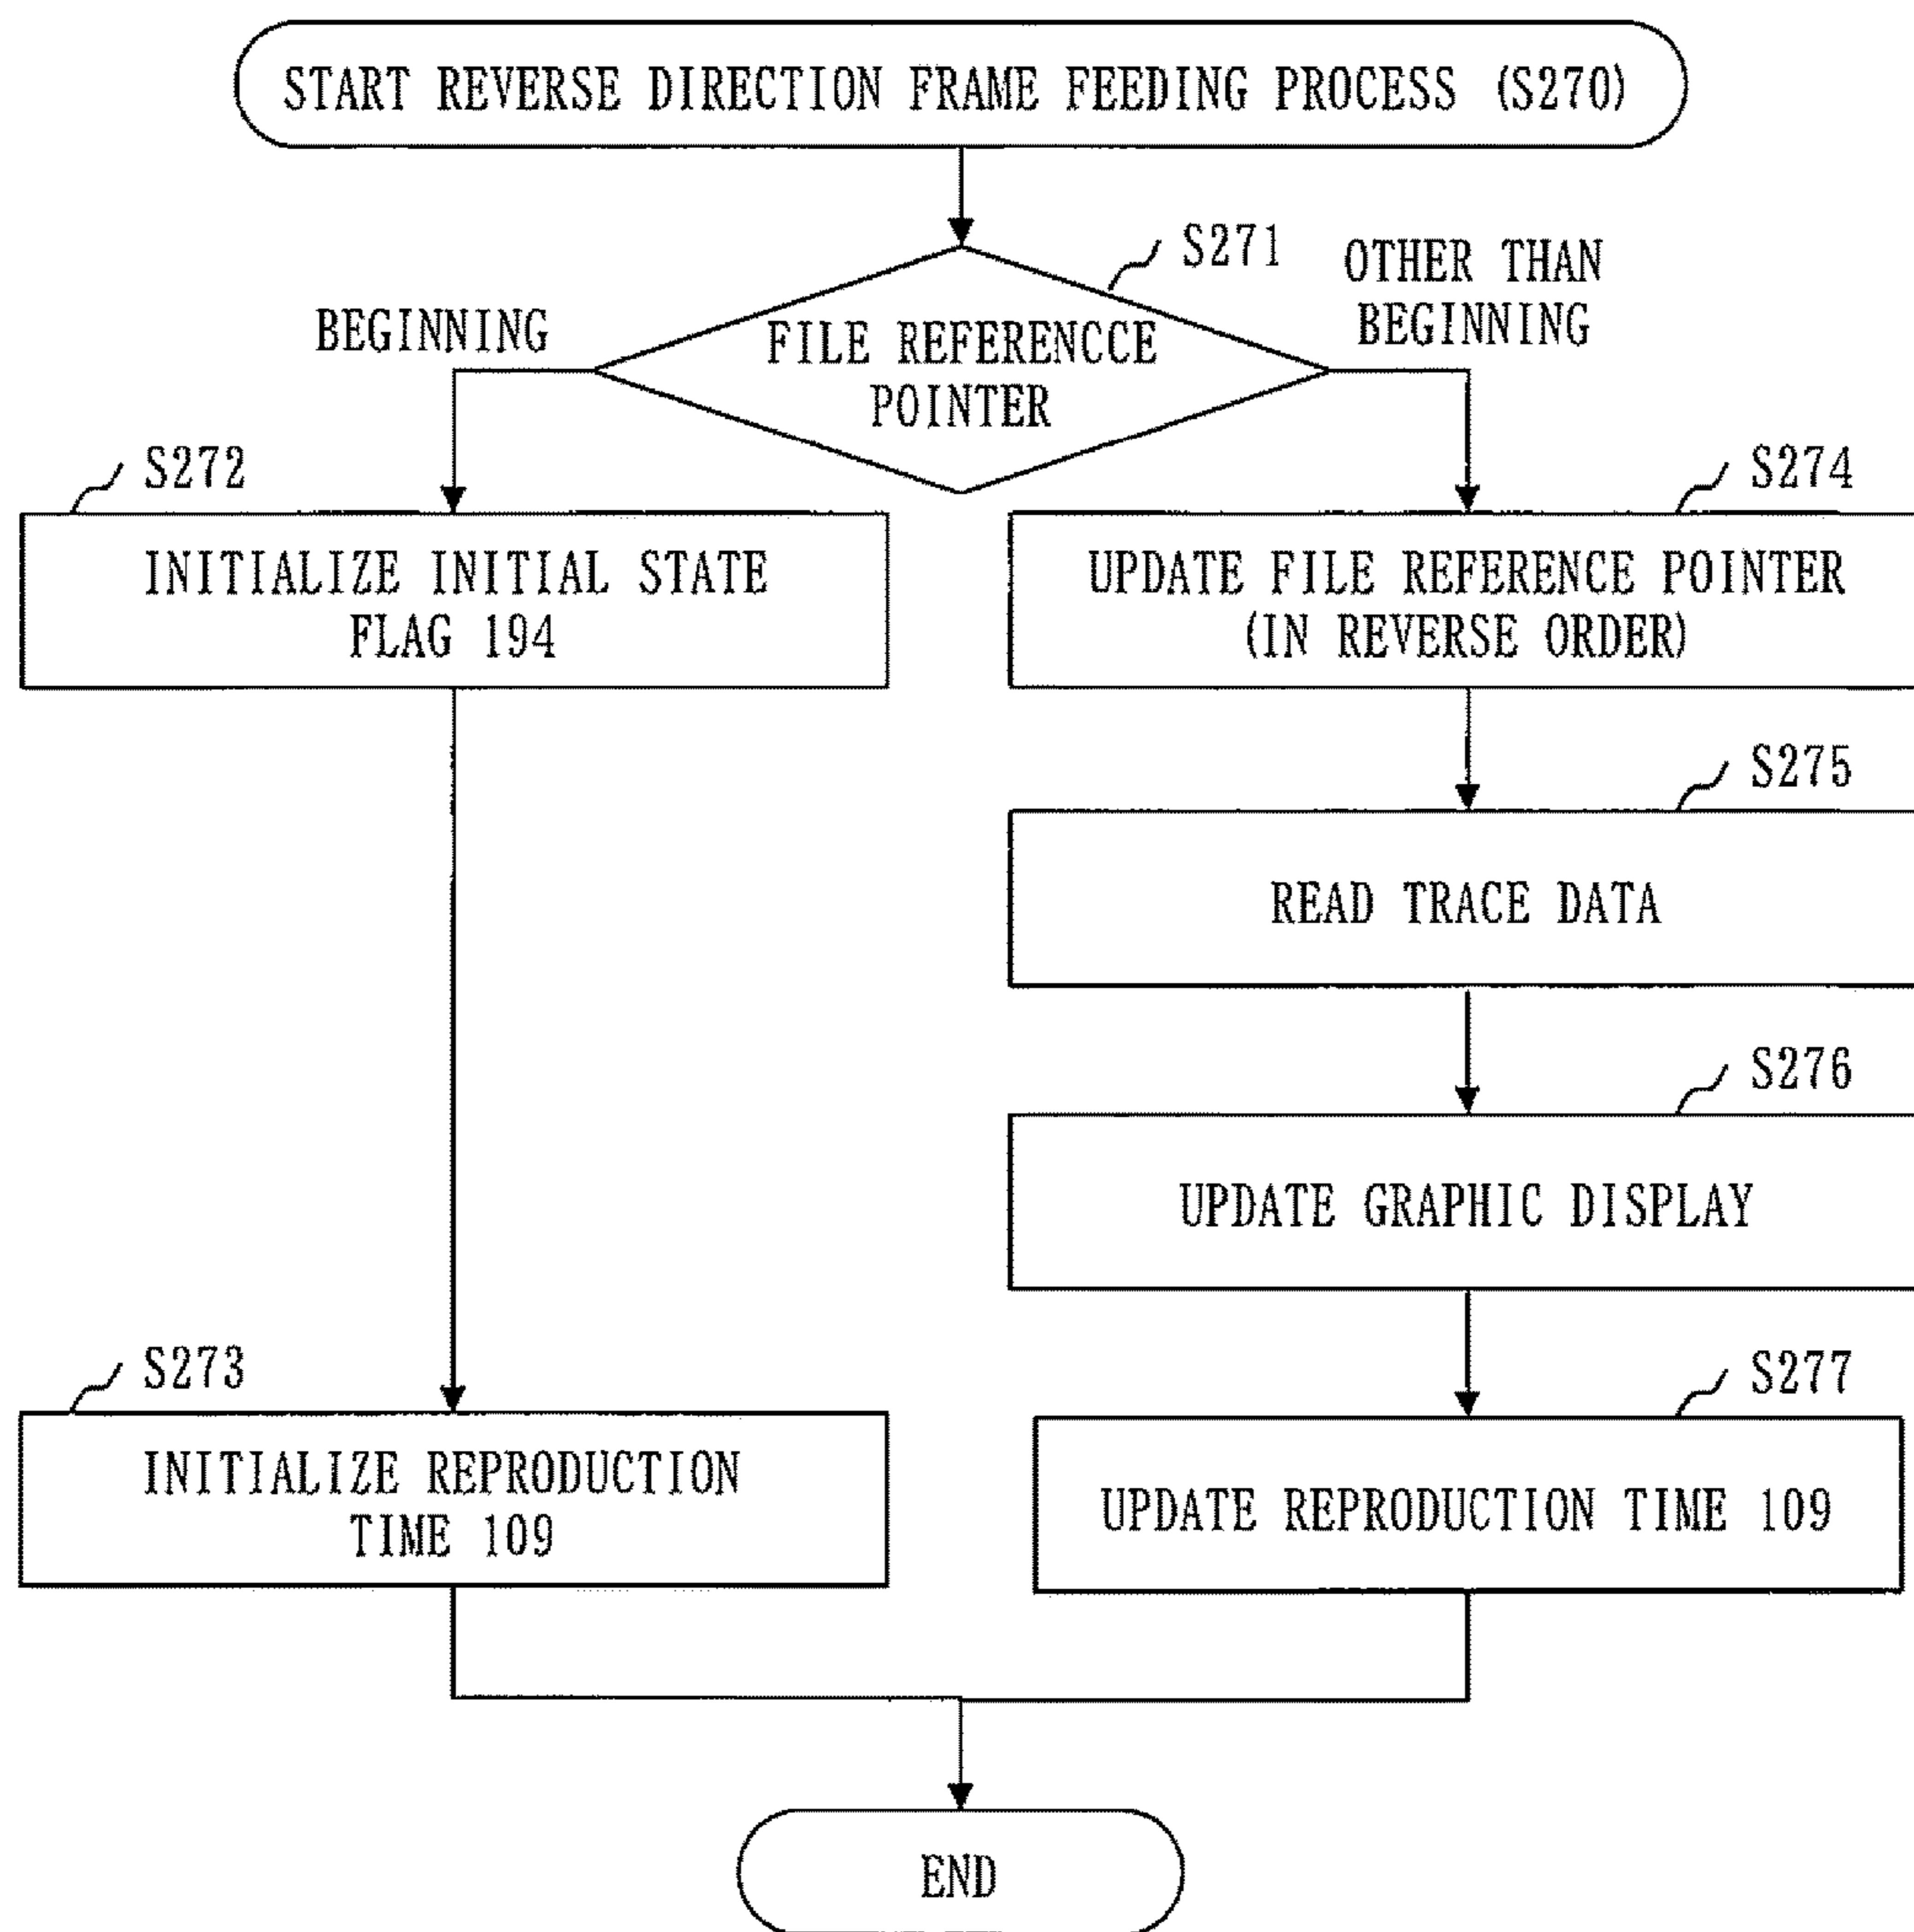 START REVERSE DIRECTION FRAME FEEDING PROCESS (S270)
S271
OTHER THAN
BEGINNING
BEGINNING
FILE REFERENCCE
POINTER
S272
INITIALIZE INITIAL STATE
FLAG 194
S274
UPDATE FILE REFERENCE POINTER
(IN REVERSE ORDER)
S275
READ TRACE DATA
S276
UPDATE GRAPHIC DISPLAY
S273
INITIALIZE REPRODUCTION
TIME 109
S277
UPDATE REPRODUCTION TIME 109
END